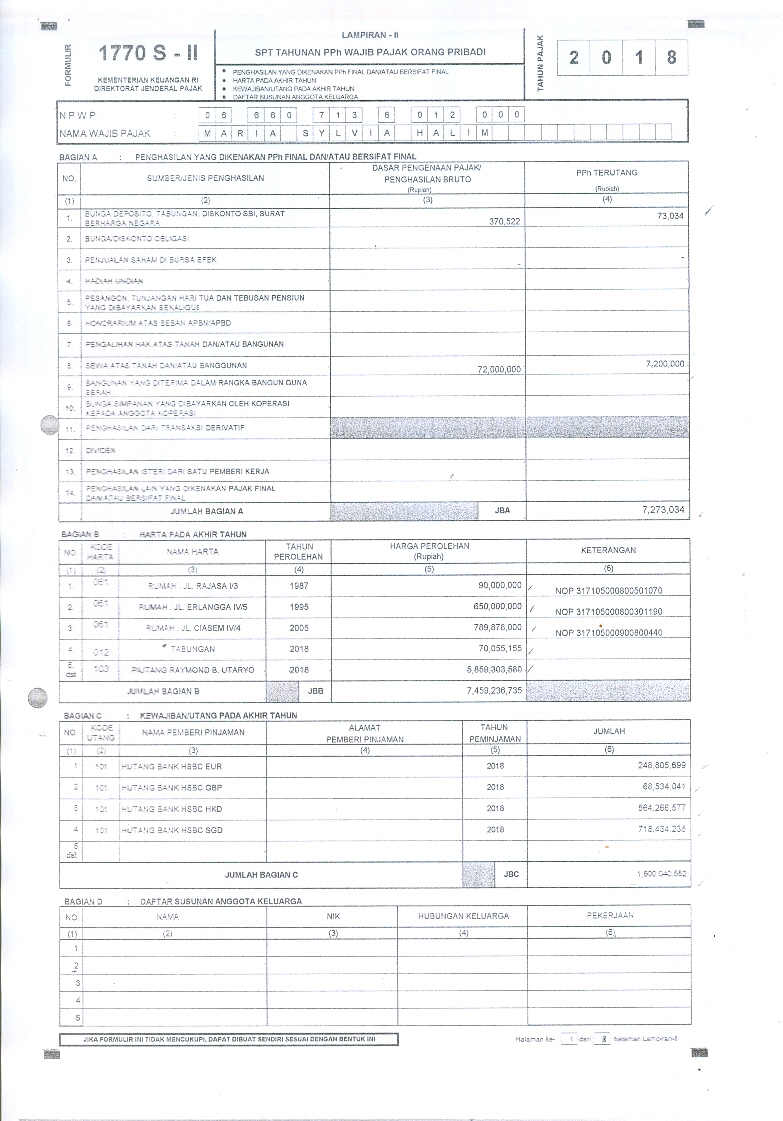 FORMULIR
1770 S - II
KEMENTERIAN KEUANGAN RI
DIREKTORAT JENDERAL PAJAK
LAMPIRAN - II
SPT TAHUNAN PPh WAJIB PAJAK ORANG PRIBADI
• PENGHASILAN YANG DIKENAKAN PPh FINAL DAN/ATAU BERSIFAT FINAL
• HARTA PADA AKHIR TAHUN
• KEWAJIBAN/UTANG PADA AKHIR TAHUN
• DAFTAR SUSUNAN ANGGOTA KELUARGA
TAHUN PAJAK
2 0 1 8
N P W P : 0 6 6 6 0 7 1 3 6 0 1 2 0 0 0
NAMA WAJIB PAJAK : M A R I A S Y L V I A H A L I M
BAGIAN A : PENGHASILAN YANG DIKENAKAN PPh FINAL DAN/ATAU BERSIFAT FINAL
NO. SUMBER/JENIS PENGHASILAN DASAR PENGENAAN PAJAK/ PENGHASILAN BRUTO (Rupiah) PPh TERUTANG (Rupiah)
(1) (2) (3) (4)
1. BUNGA DEPOSITO, TABUNGAN, DISKONTO SBI, SURAT BERHARGA NEGARA 370,522 73,034
2. BUNGA/DISKONTO OBLIGASI
3. PENJUALAN SAHAM DI BURSA EFEK - -
4. HADIAH UNDIAN
5. PESANGON, TUNJANGAN HARI TUA DAN TEBUSAN PENSIUN YANG DIBAYARKAN SEKALIGUS
6. HONORARIUM ATAS BEBAN APBN/APBD
7. PENGALIHAN HAK ATAS TANAH DAN/ATAU BANGUNAN
8. SEWA ATAS TANAH DAN/ATAU BANGGUNAN 72,000,000 7,200,000
9. BANGUNAN YANG DITERIMA DALAM RANGKA BANGUN GUNA SERAH
10. BUNGA SIMPANAN YANG DIBAYARKAN OLEH KOPERASI KEPADA ANGGOTA KOPERASI
11. PENGHASILAN DARI TRANSAKSI DERIVATIF
12 DIVIDEN
13. PENGHASILAN ISTERI DARI SATU PEMBERI KERJA
14. PENGHASILAN LAIN YANG DIKENAKAN PAJAK FINAL DAN/ATAU BERSIFAT FINAL
JUMLAH BAGIAN A JBA 7,273,034
BAGIAN B : HARTA PADA AKHIR TAHUN
NO. KODE HARTA NAMA HARTA TAHUN PEROLEHAN HARGA PEROLEHAN (Rupiah) KETERANGAN
(1) (2) (3) (4) (5) (6)
1. 061 RUMAH : JL. RAJASA I/3 1987 90,000,000 NOP 317105000800501070
2. 061 RUMAH : JL. ERLANGGA IV/5 1995 650,000,000 NOP 317105000800301190
3. 061 RUMAH : JL. CIASEM IV/4 2005 789,878,000 NOP 317105000900800440
4. 012 TABUNGAN 2018 70,055,155
5. dst 103 PIUTANG RAYMOND B. UTARYO 2018 5,859,303,580
JUMLAH BAGIAN B JBB 7,459,236,735
BAGIAN C : KEWAJIBAN/UTANG PADA AKHIR TAHUN
NO KODE UTANG NAMA PEMBERI PINJAMAN ALAMAT PEMBERI PINJAMAN TAHUN PEMINJAMAN JUMLAH
(1) (2) (3) (4) (5) (6)
1 101 HUTANG BANK HSBC EUR 2018 248,805,699
2 101 HUTANG BANK HSBC GBP 2018 68,534,041
3 101 HUTANG BANK HSBC HKD 2018 564,266,577
4 101 HUTANG BANK HSBC SGD 2018 718,434,235
5 dst
JUMLAH BAGIAN C JBC 1,600,040,552
BAGIAN D : DAFTAR SUSUNAN ANGGOTA KELUARGA
NO. NAMA NIK HUBUNGAN KELUARGA PEKERJAAN
(1) (2) (3) (4) (5)
1
2
3
4
5
JIKA FORMULIR INI TIDAK MENCUKUPI, DAPAT DIBUAT SENDIRI SESUAI DENGAN BENTUK INI
Halaman ke- 1 dari 3 halaman Lampiran-II